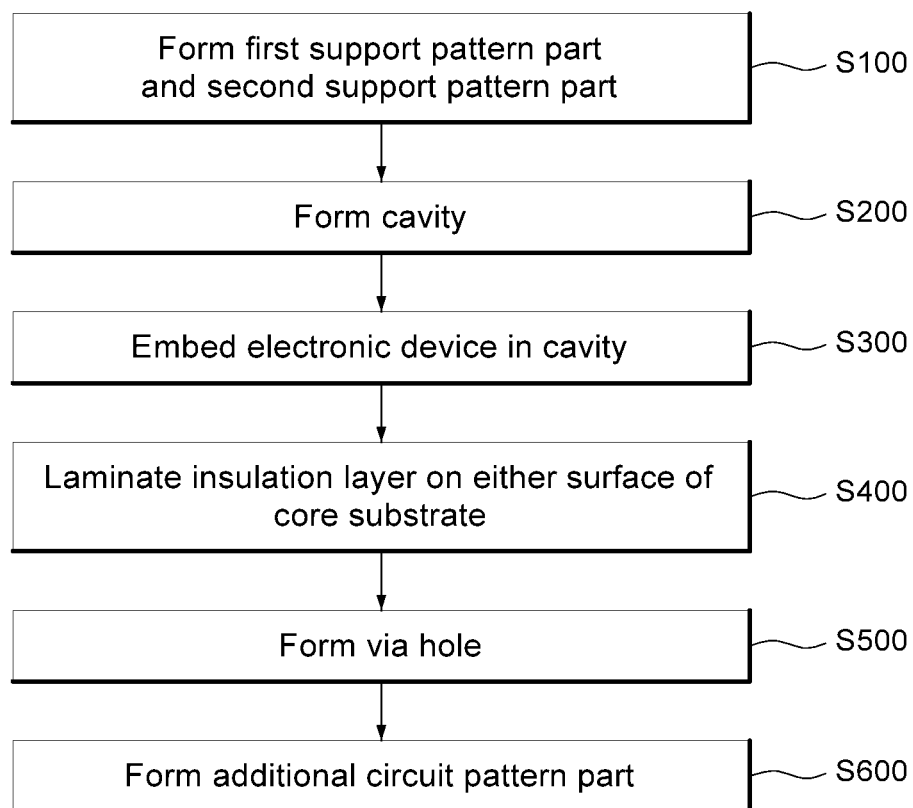 Form first support pattern part
and second support pattern part
S100
Form cavity
S200
Embed electronic device in cavity
S300
Laminate insulation layer on either surface of
core substrate
S400
Form via hole
S500
Form additional circuit pattern part
S600